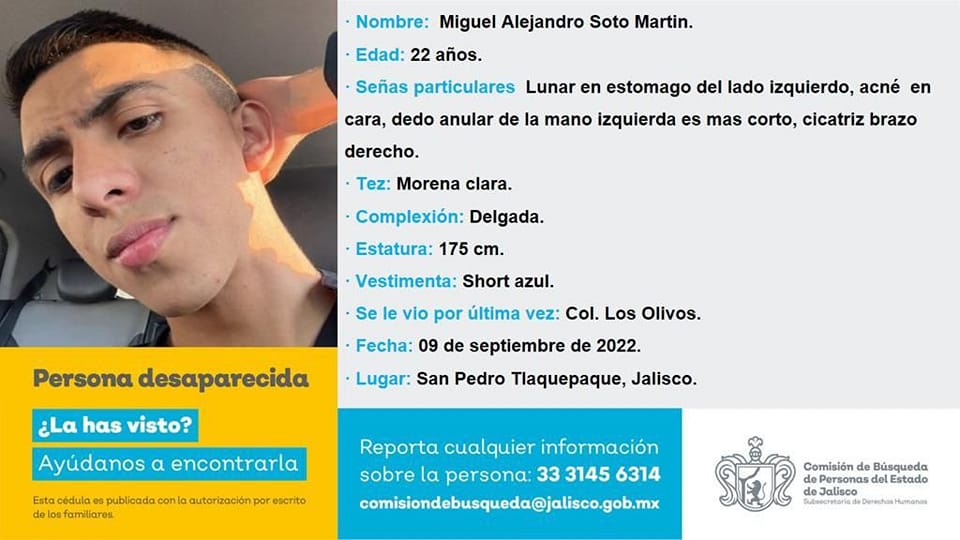 · Nombre:  Miguel Alejandro Soto Martin.
· Edad: 22 años.
· Señas particulares  Lunar en estomago del lado izquierdo, acné  en
cara, dedo anular de la mano izquierda es mas corto, cicatriz brazo
derecho.
· Tez: Morena clara.
· Complexión: Delgada.
· Estatura: 175 cm.
· Vestimenta: Short azul.
· Se le vio por última vez: Col. Los Olivos.
· Fecha: 09 de septiembre de 2022.
· Lugar: San Pedro Tlaquepaque, Jalisco.
Persona desaparecida
¿La has visto?
Ayúdanos a encontrarla
Esta cédula es publicada con la autorización por escrito
de los familiares.
Reporta cualquier información
sobre la persona: 33 3145 6314
comisiondebusqueda@jalisco.gob.mx
Comisión de Búsqueda
de Personas del Estado
de Jalisco
Subsecretaría de Derechos Humanos